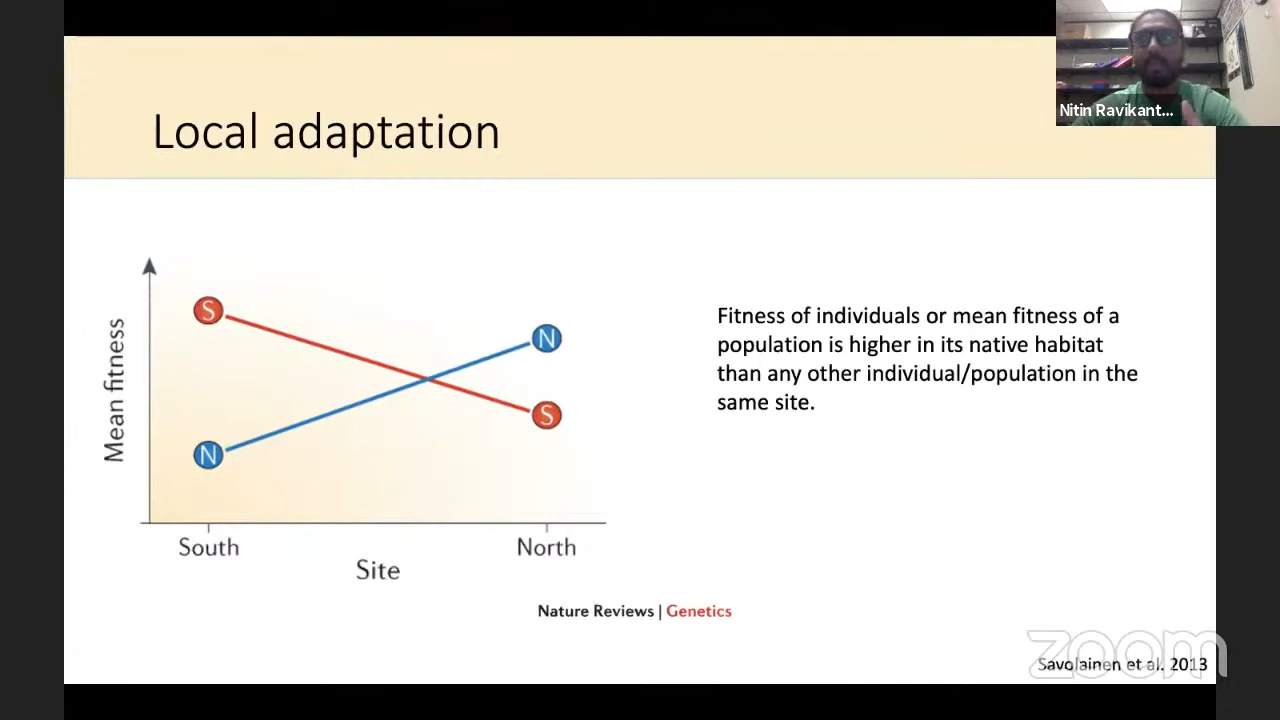 Nitin Ravikant...
Local adaptation
Mean fitness
S
N
N
S
South
North
Site
Fitness of individuals or mean fitness of a
population is higher in its native habitat
than any other individual/population in the
same site.
Nature Reviews | Genetics
zoom
Savolainen et al. 2013